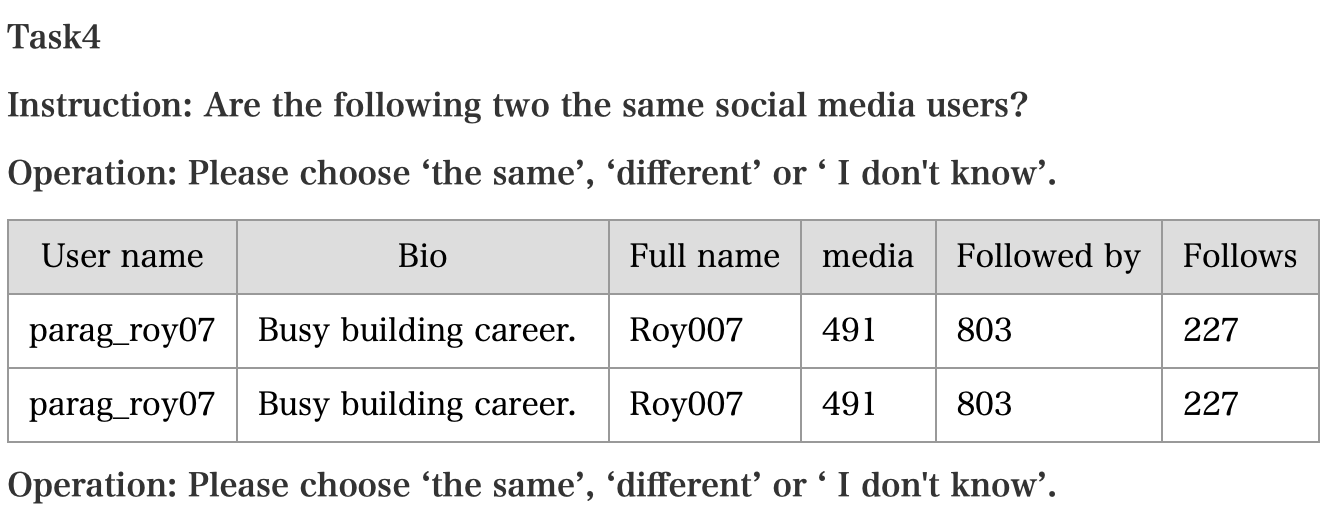 Task4
Instruction: Are the following two the same social media users?
Operation: Please choose ‘the same’, ‘different’ or ‘ I don't know’.
User name Bio Full name media Followed by Follows
parag_roy07 Busy building career. Roy007 491 803 227
parag_roy07 Busy building career. Roy007 491 803 227
Operation: Please choose ‘the same’, ‘different’ or ‘ I don't know’.